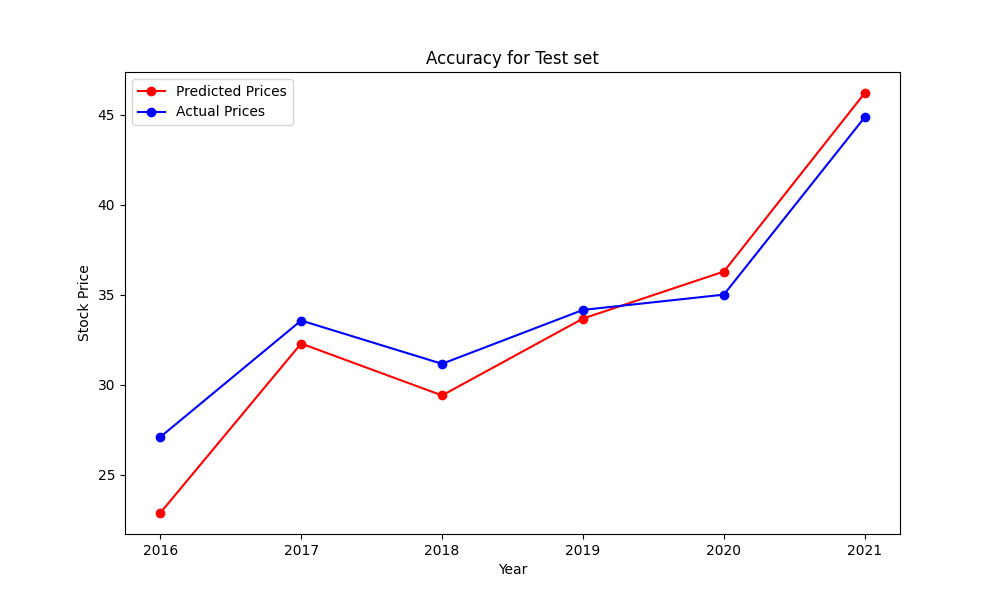 Accuracy for Test set
Predicted Prices
Actual Prices
45
40
35
30
25
Stock Price
2016 2017 2018 2019 2020 2021
Year